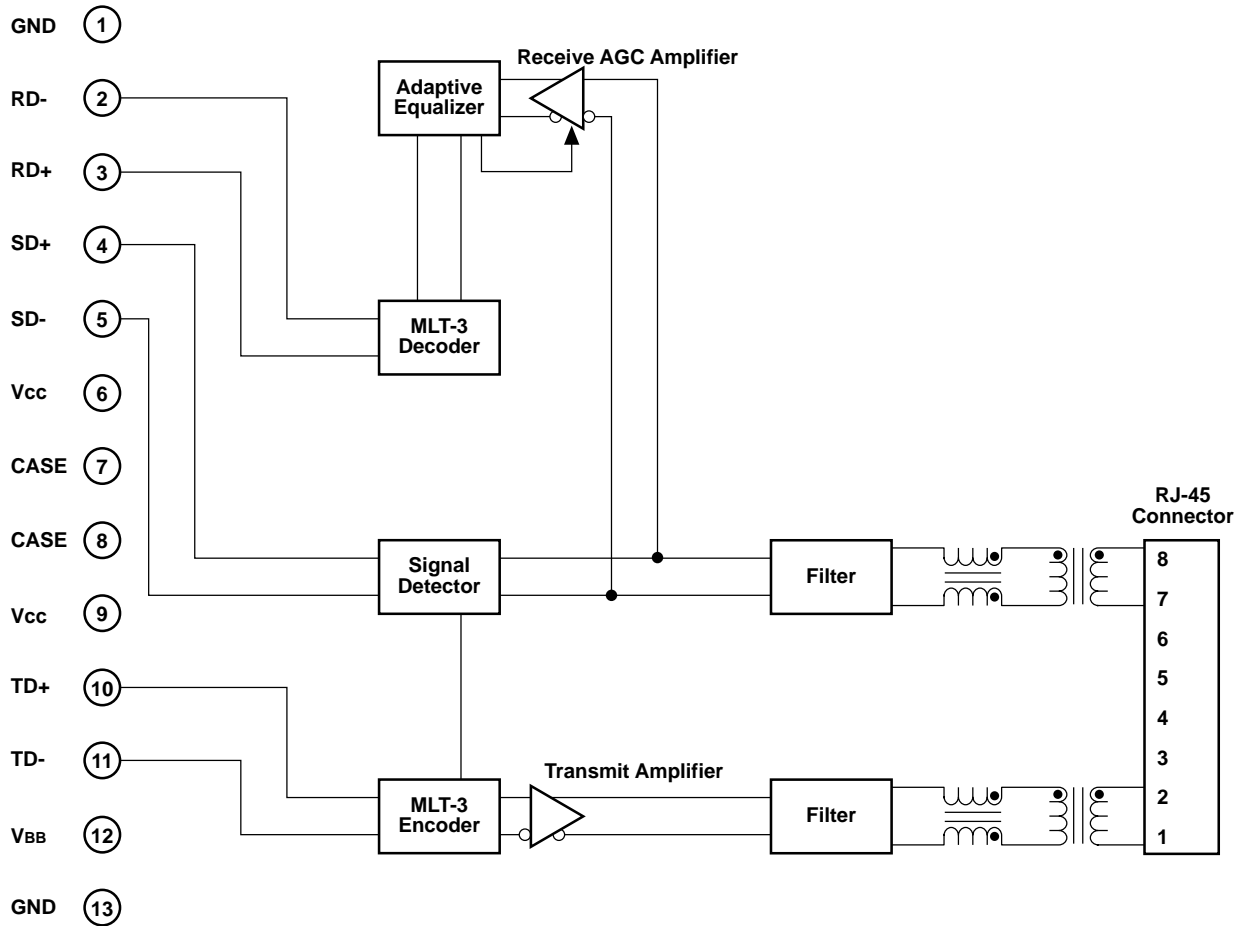 GND 1
RD- 2
RD+ 3
SD+ 4
SD- 5
Vcc 6
CASE 7
CASE 8
Vcc 9
TD+ 10
TD- 11
VBB 12
GND 13
Receive AGC Amplifier
Adaptive
Equalizer
MLT-3
Decoder
Signal
Detector
Filter
MLT-3
Encoder
Transmit Amplifier
Filter
RJ-45
Connector
8
7
6
5
4
3
2
1